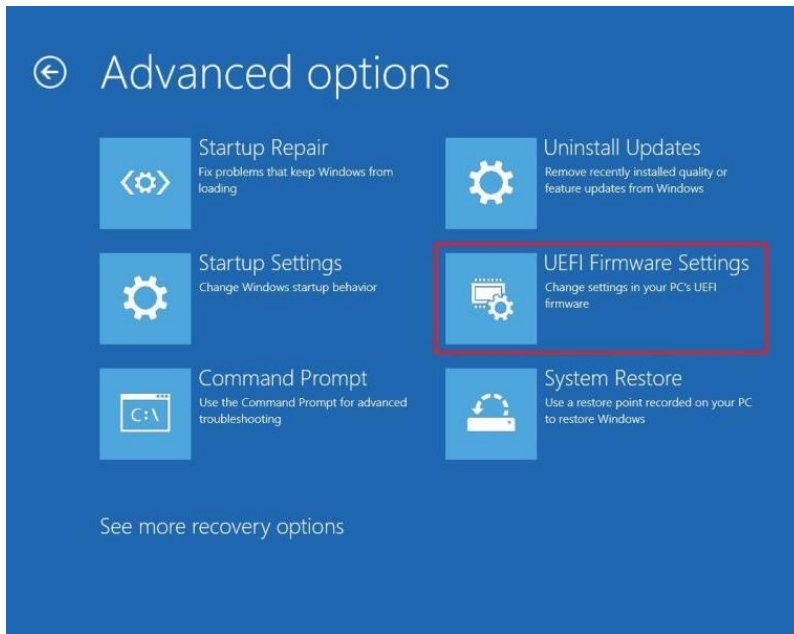 Advanced options
Startup Repair
Fix problems that keep Windows from
loading
Uninstall Updates
Remove recently installed quality or
feature updates from Windows
Startup Settings
Change Windows startup behavior
UEFI Firmware Settings
Change settings in your PC's UEFI
firmware
C:\
Command Prompt
Use the Command Prompt for advanced
troubleshooting
System Restore
Use a restore point recorded on your PC
to restore Windows
See more recovery options